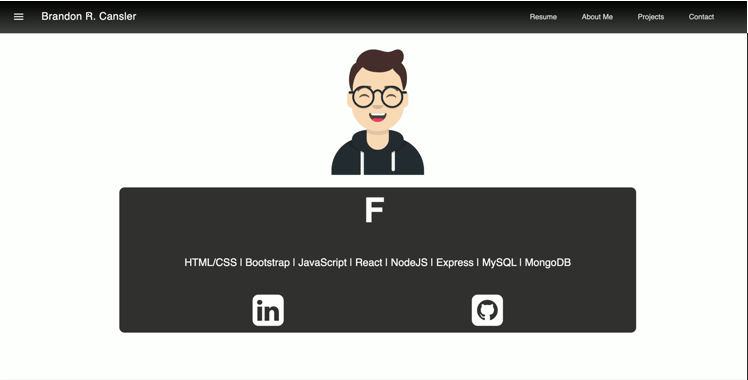 Brandon R. Cansler
Resume About Me Projects Contact
F
HTML/CSS | Bootstrap | JavaScript | React | NodeJS | Express | MySQL | MongoDB
in